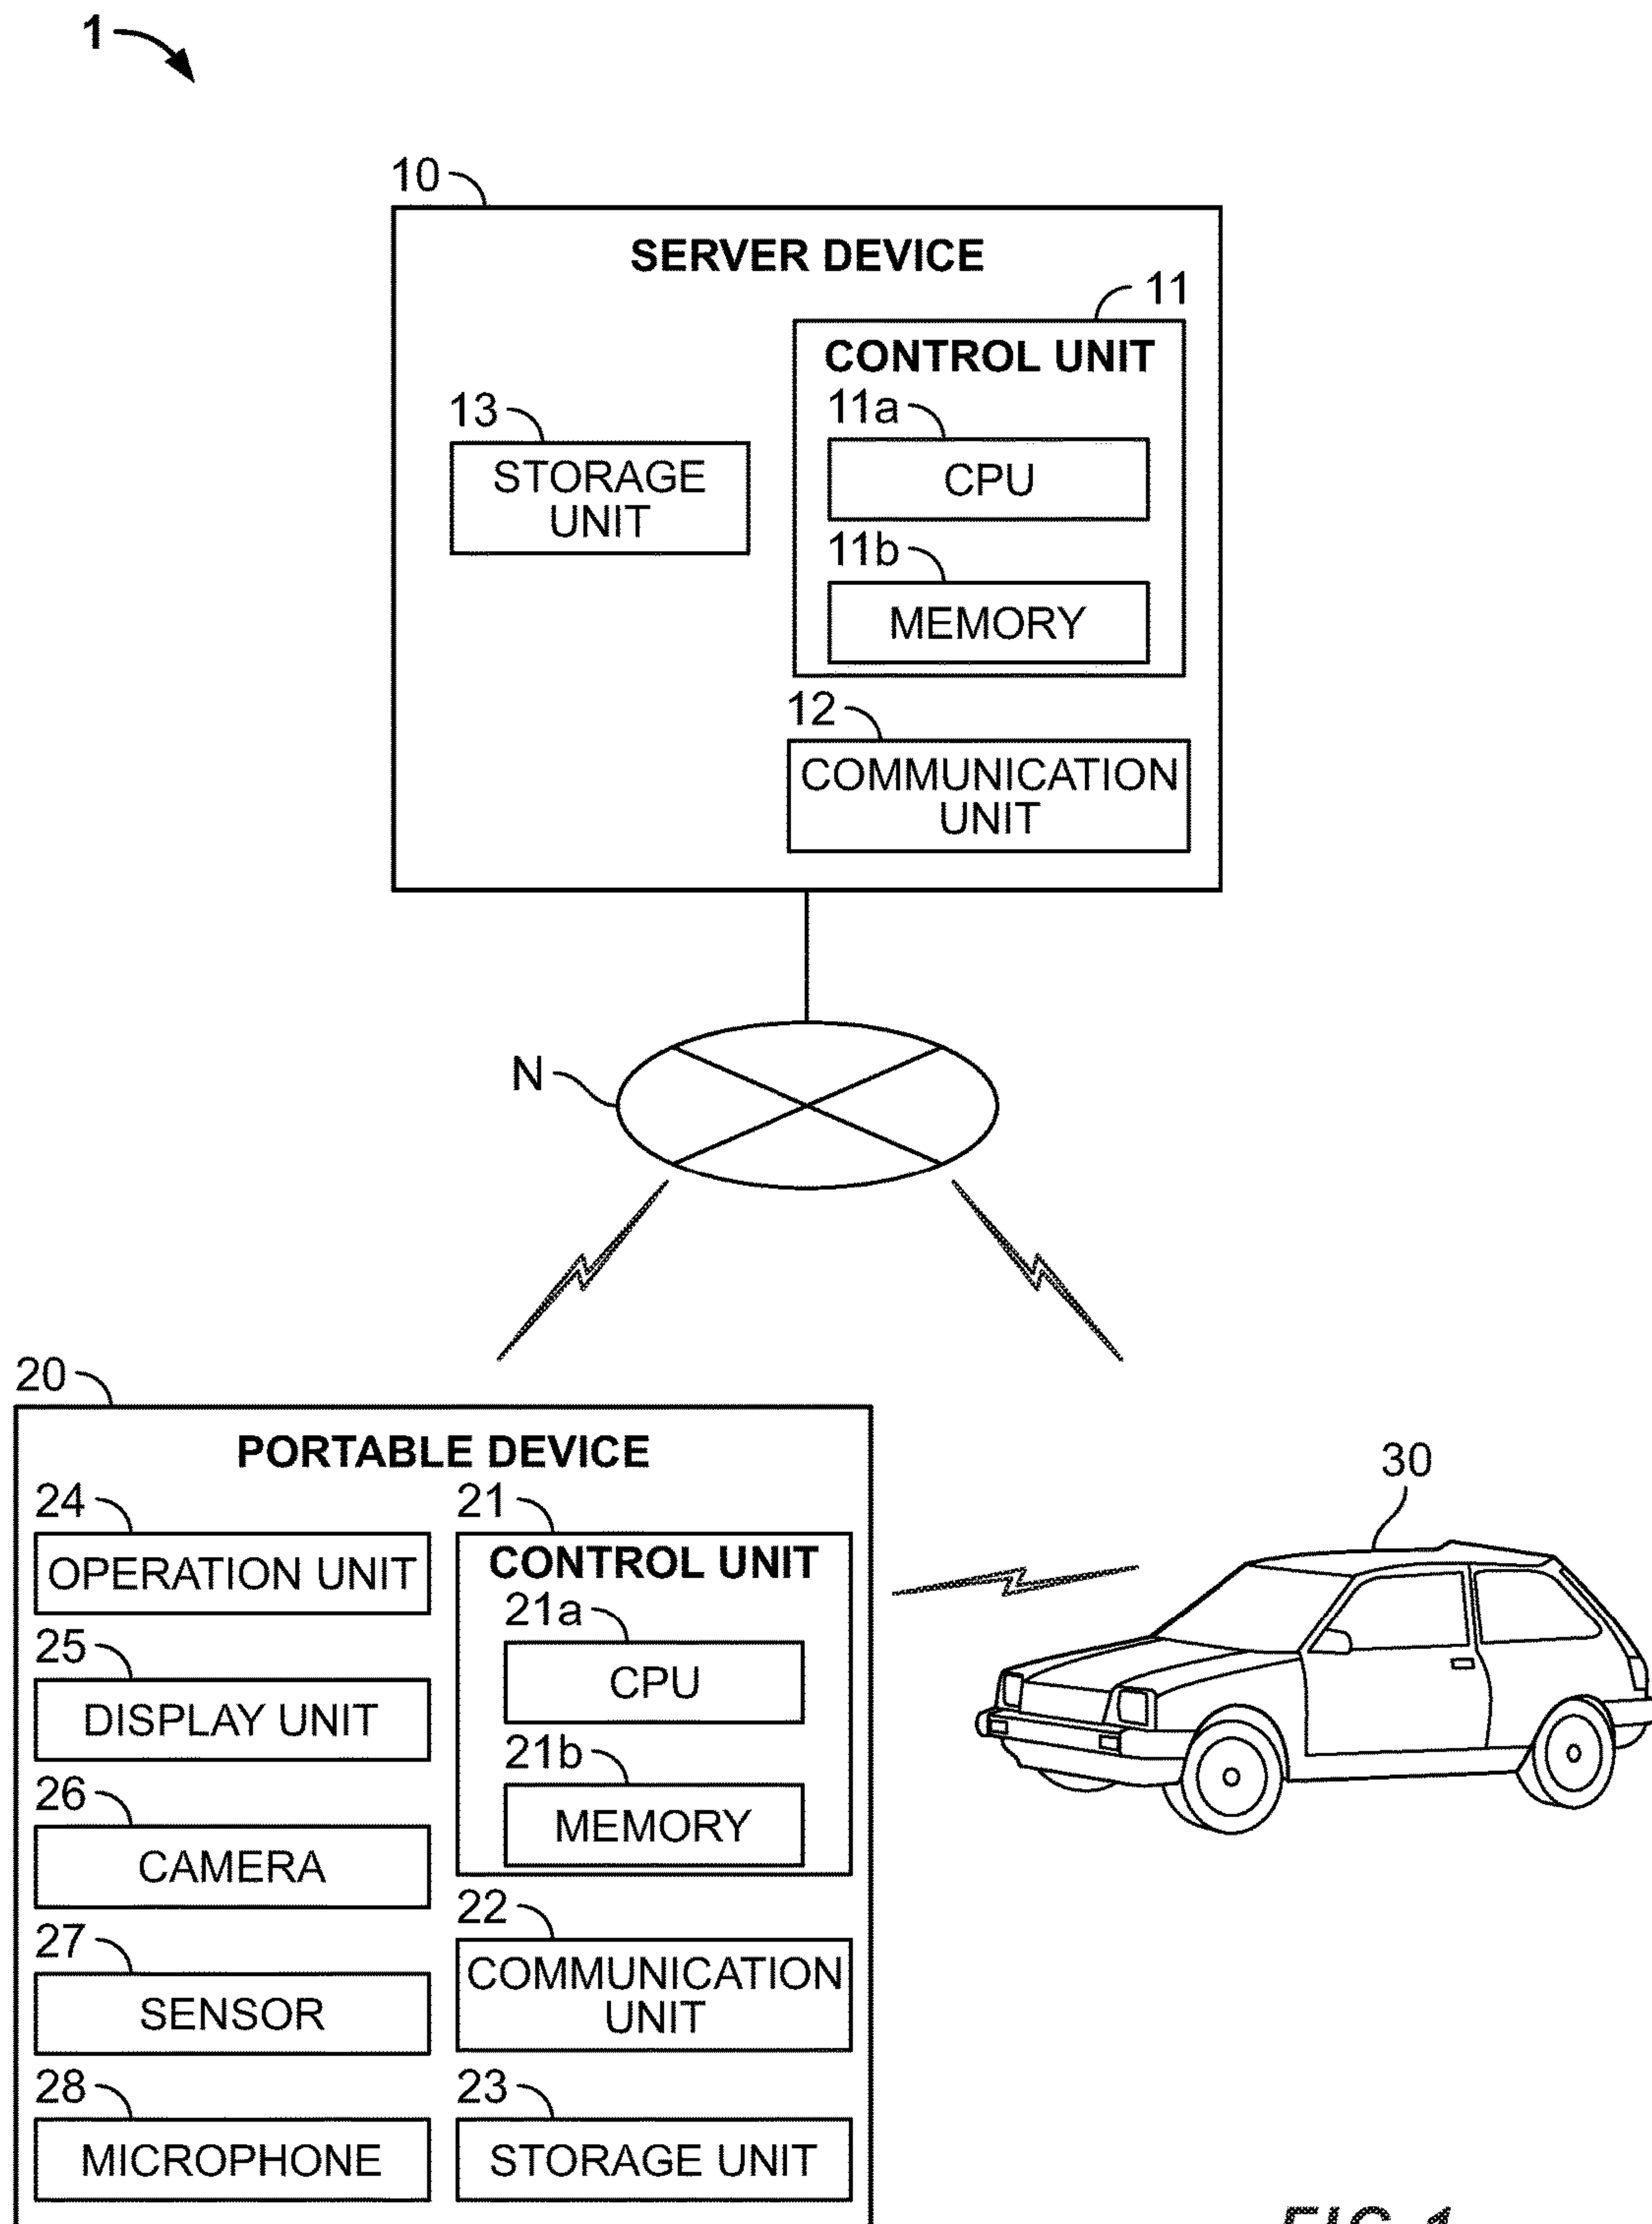 1
10
SERVER DEVICE
11
CONTROL UNIT
13
11a
STORAGE
UNIT
CPU
11b
MEMORY
12
COMMUNICATION
UNIT
N
20
PORTABLE DEVICE
30
24
21
OPERATION UNIT
CONTROL UNIT
21a
25
CPU
DISPLAY UNIT
21b
26
MEMORY
CAMERA
22
27
COMMUNICATION
UNIT
SENSOR
28
23
MICROPHONE
STORAGE UNIT
FIG. 1